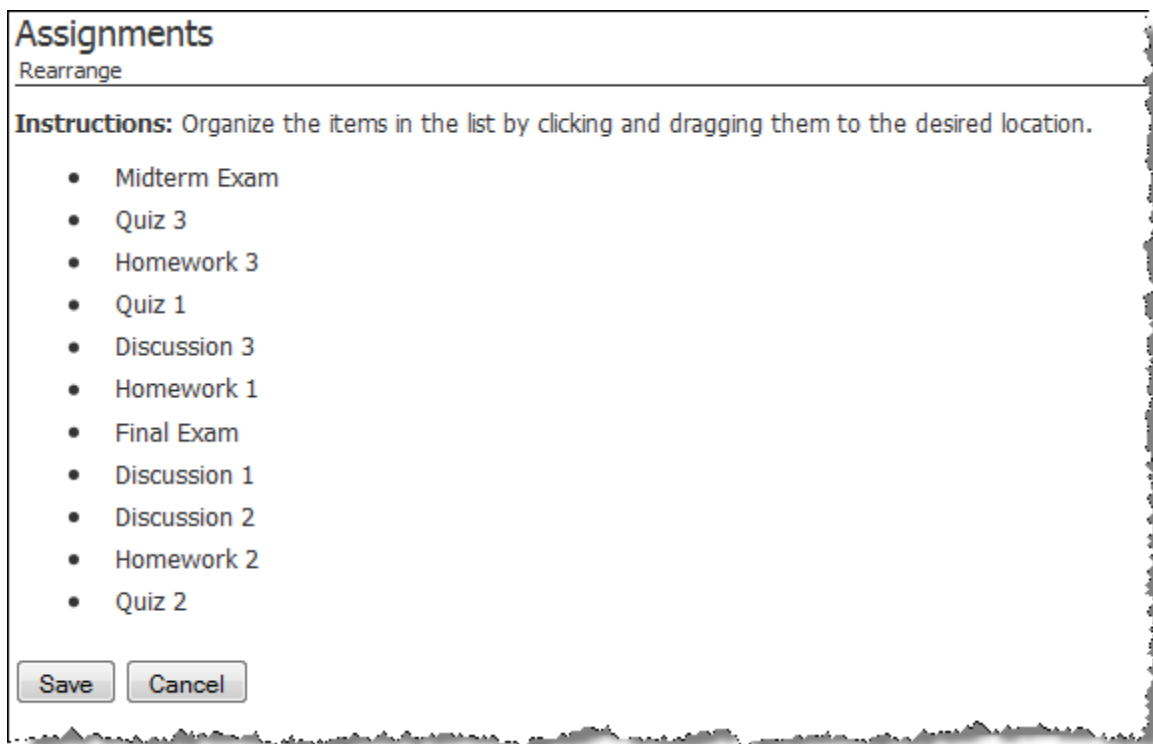 Assignments
Rearrange
Instructions: Organize the items in the list by clicking and dragging them to the desired location.
• Midterm Exam
• Quiz 3
• Homework 3
• Quiz 1
• Discussion 3
• Homework 1
• Final Exam
• Discussion 1
• Discussion 2
• Homework 2
• Quiz 2
Save Cancel